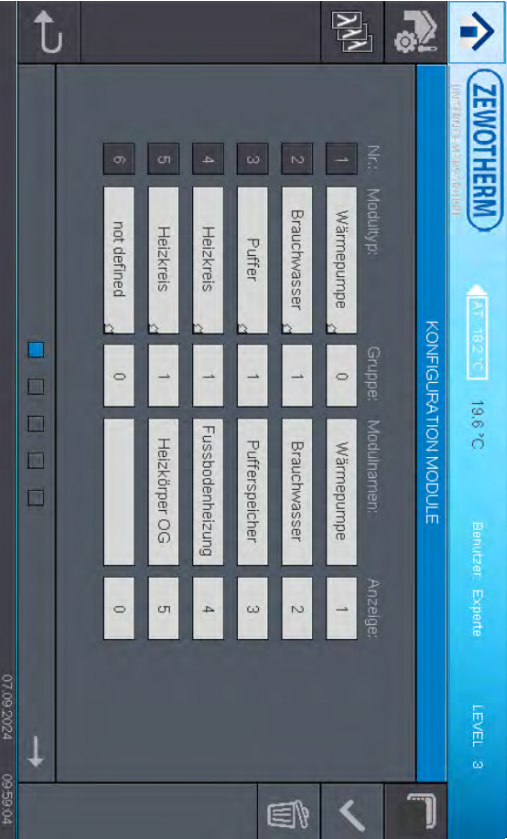 ZEWOTHERM
AT 18.2 °C
19.6 °C
Benutzer: Experte
LEVEL 3
KONFIGURATION MODULE
Nr.: Modultyp: Gruppe: Modulnamen: Anzeige:
1 Wärmepumpe 0 Wärmepumpe 1
2 Brauchwasser 1 Brauchwasser 2
3 Puffer 1 Pufferspeicher 3
4 Heizkreis 1 Fussbodenheizung 4
5 Heizkreis 1 Heizkörper OG 5
6 not defined 0 0
λλλ
07.09.2024 09:59:04